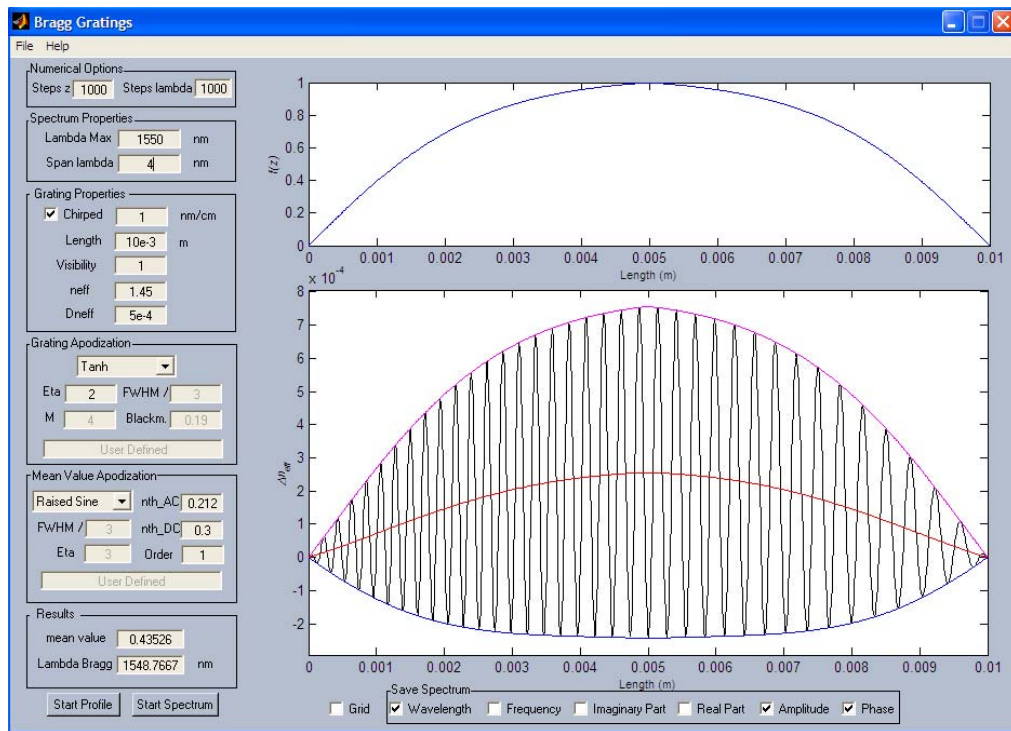 Bragg Gratings
File Help
Numerical Options
Steps z 1000 Steps lambda 1000
Spectrum Properties
Lambda Max 1550 nm
Span lambda 4 nm
Grating Properties
Chirped 1 nm/cm
Length 10e-3 m
Visibility 1
neff 1.45
Dneff 5e-4
Grating Apodization
Tanh
Eta 2 FWHM / 3
M 4 Blackm. 0.19
User Defined
Mean Value Apodization
Raised Sine nth_AC 0.212
FWHM / 3 nth_DC 0.3
Eta 3 Order 1
User Defined
Results
mean value 0.43526
Lambda Bragg 1548.7667 nm
Start Profile Start Spectrum
f(z)
1
0.8
0.6
0.4
0.2
0
0 0.001 0.002 0.003 0.004 0.005 0.006 0.007 0.008 0.009 0.01
Length (m)
x 10^-4
Δn_eff
8
7
6
5
4
3
2
1
0
-1
-2
0 0.001 0.002 0.003 0.004 0.005 0.006 0.007 0.008 0.009 0.01
Length (m)
Save Spectrum
Grid Wavelength Frequency Imaginary Part Real Part Amplitude Phase